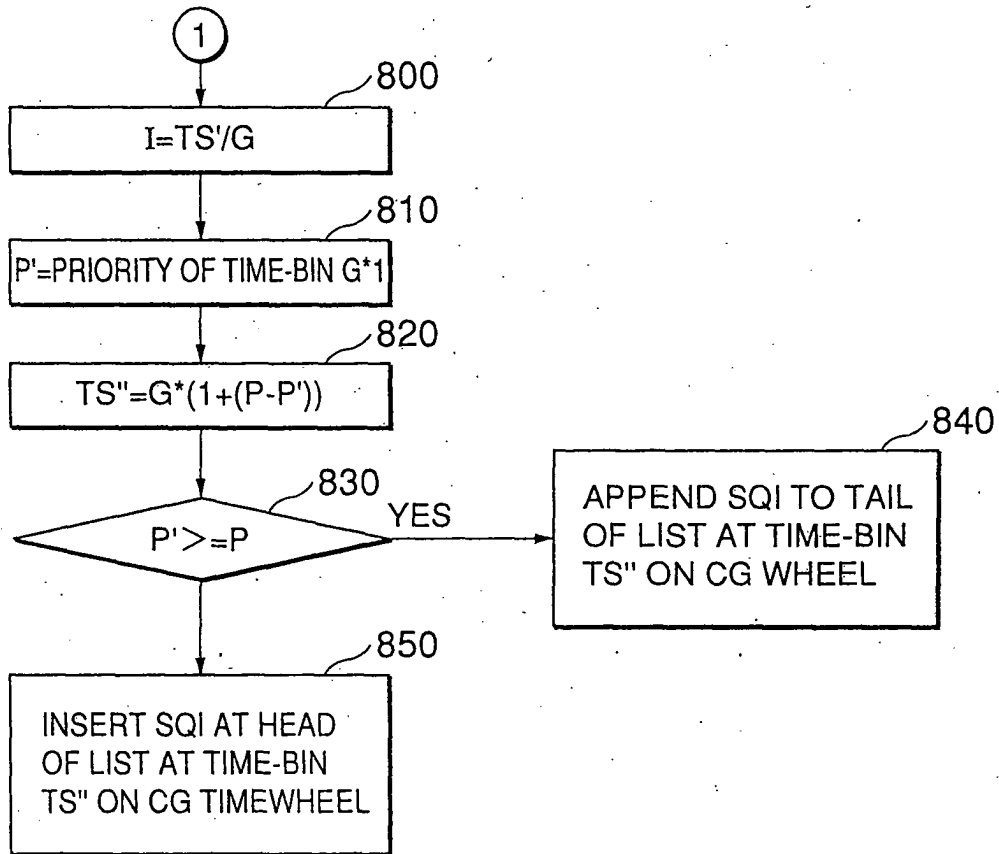 1
800
I=TS'/G
810
P'=PRIORITY OF TIME-BIN G*1
820
TS"=G*(1+(P-P'))
830
P'>=P
YES
840
APPEND SQI TO TAIL
OF LIST AT TIME-BIN
TS" ON CG WHEEL
850
INSERT SQI AT HEAD
OF LIST AT TIME-BIN
TS" ON CG TIMEWHEEL